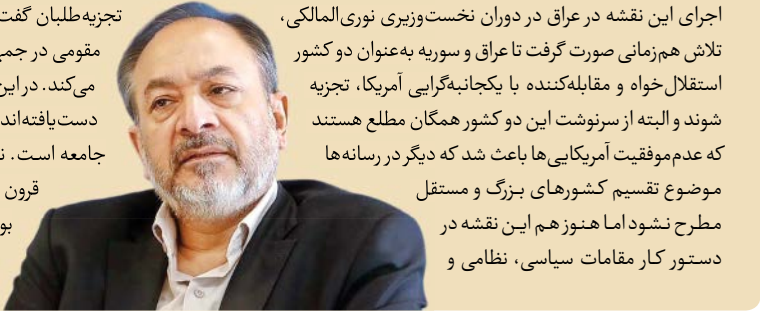 اجرای این نقشه در عراق در دوران نخست‌وزیری نوری‌المالکی،
تلاش هم‌زمانی صورت گرفت تا عراق و سوریه به‌عنوان دو کشور
استقلال‌خواه و مقابله‌کننده با یکجانبه‌گرایی آمریکا، تجزیه
شوند و البته از سرنوشت این دو کشور همگان مطلع هستند
که عدم‌موفقیت آمریکایی‌ها باعث شد که دیگر در رسانه‌ها
موضوع تقسیم کشورهای بزرگ و مستقل
مطرح نشود اما هنوز هم این نقشه در
دستور کار مقامات سیاسی، نظامی و
تجزیه‌طلبان گفت
مقومی در جمـ
می‌کند. در این
دست‌یافته‌اند
جامعه است.
قرون
بو